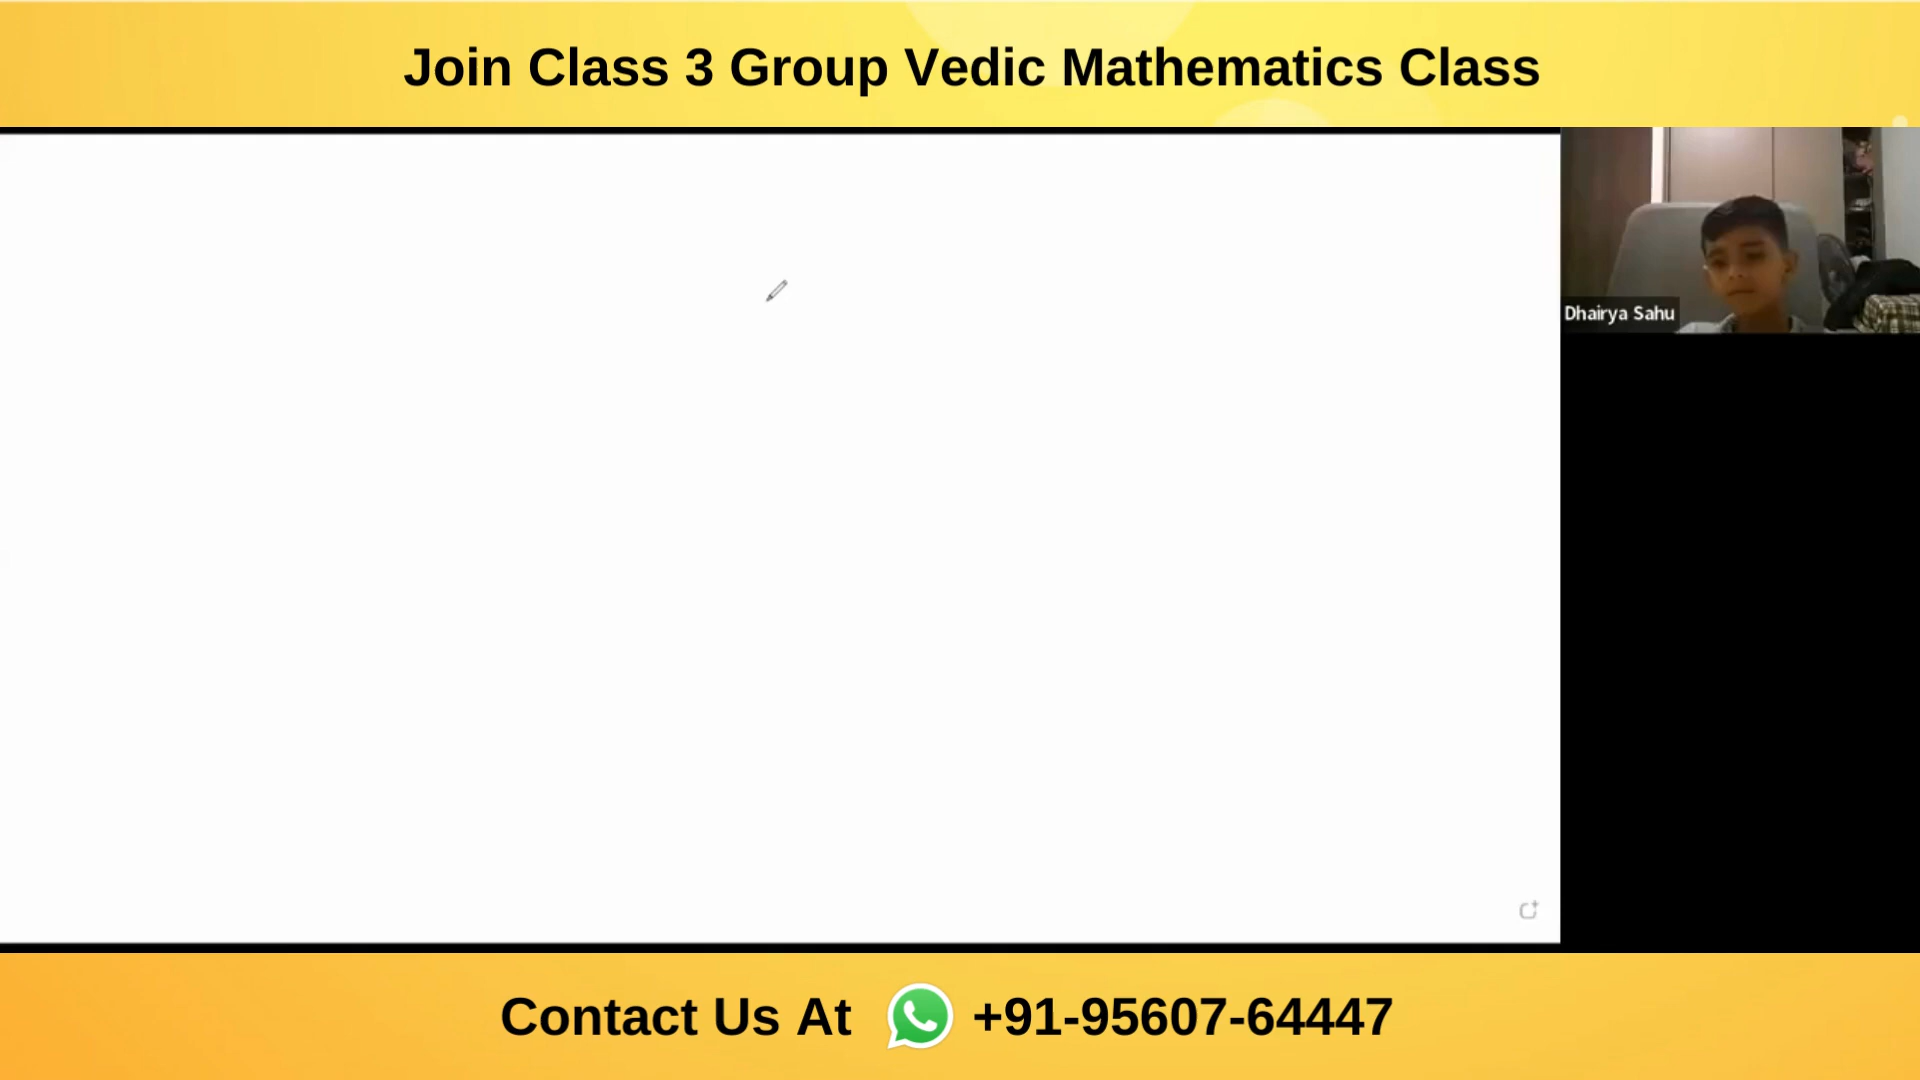 Join Class 3 Group Vedic Mathematics Class
Dhairya Sahu
Contact Us At +91-95607-64447